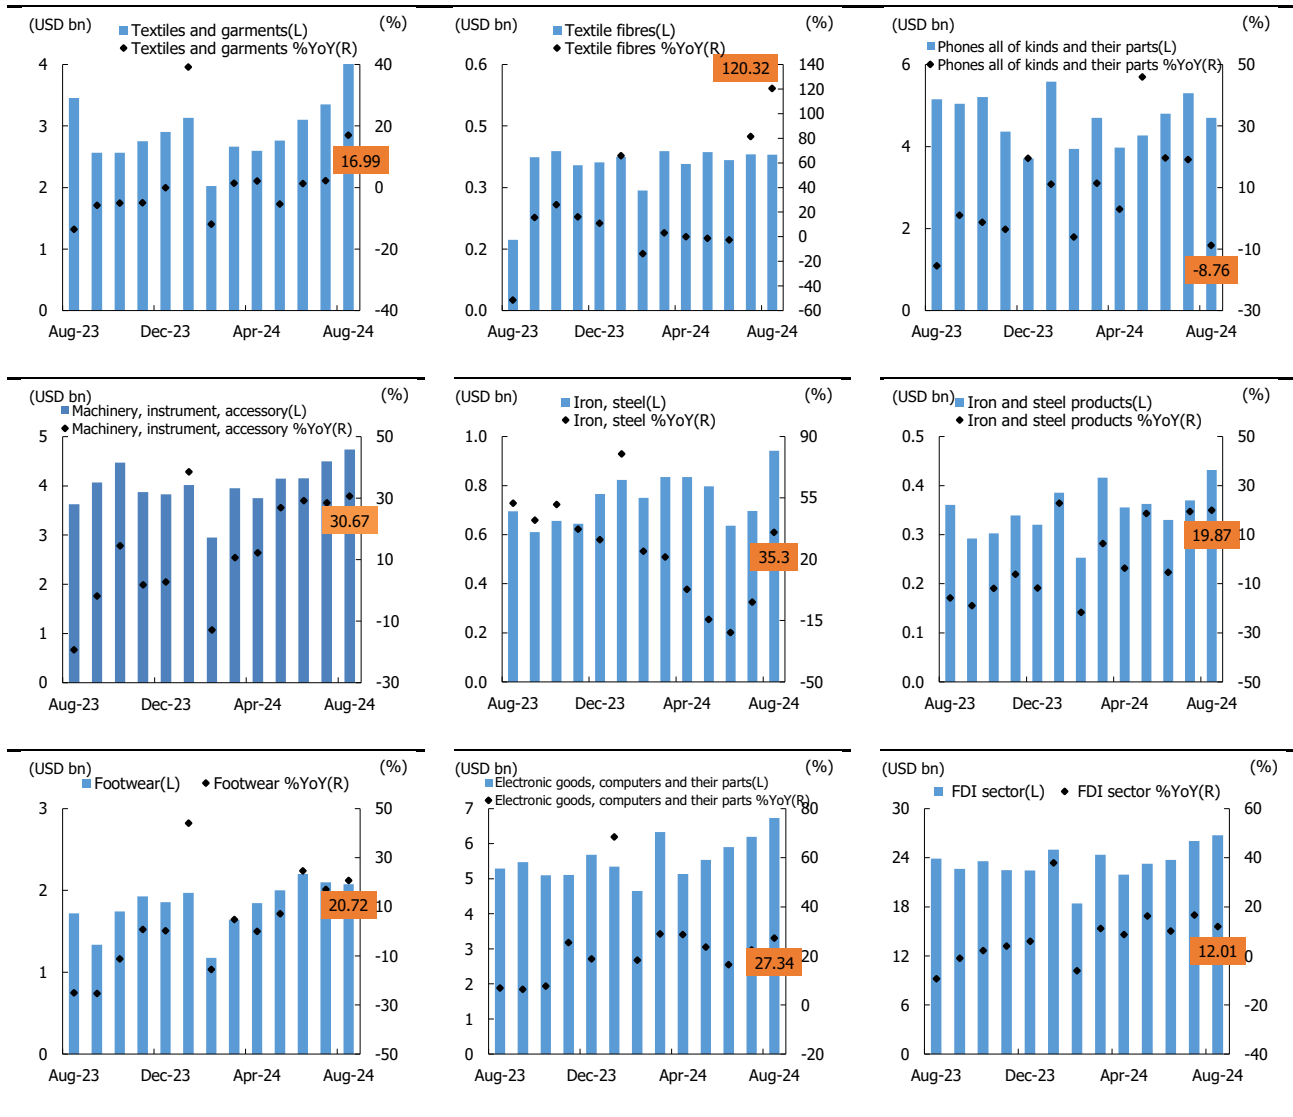 (USD bn)
Textiles and garments(L)
Textiles and garments %YoY(R)
(%)
4
3
2
1
0
40
20
0
-20
-40
16.99
Aug-23
Dec-23
Apr-24
Aug-24
(USD bn)
Textile fibres(L)
Textile fibres %YoY(R)
(%)
0.6
0.5
0.3
0.2
0.0
140
120
100
80
60
40
20
0
-20
-40
-60
120.32
Aug-23
Dec-23
Apr-24
Aug-24
(USD bn)
Phones all of kinds and their parts(L)
Phones all of kinds and their parts %YoY(R)
(%)
6
4
2
0
50
30
10
-10
-30
-8.76
Aug-23
Dec-23
Apr-24
Aug-24
(USD bn)
Machinery, instrument, accessory(L)
Machinery, instrument, accessory %YoY(R)
(%)
5
4
3
2
1
0
50
30
10
-10
-30
30.67
Aug-23
Dec-23
Apr-24
Aug-24
(USD bn)
Iron, steel(L)
Iron, steel %YoY(R)
(%)
1.0
0.8
0.6
0.4
0.2
0.0
90
55
20
-15
-50
35.3
Aug-23
Dec-23
Apr-24
Aug-24
(USD bn)
Iron and steel products(L)
Iron and steel products %YoY(R)
(%)
0.5
0.4
0.3
0.2
0.1
0.0
50
30
10
-10
-30
-50
19.87
Aug-23
Dec-23
Apr-24
Aug-24
(USD bn)
Footwear(L)
Footwear %YoY(R)
(%)
3
2
1
0
50
30
10
-10
-30
-50
20.72
Aug-23
Dec-23
Apr-24
Aug-24
(USD bn)
Electronic goods, computers and their parts(L)
Electronic goods, computers and their parts %YoY(R)
(%)
7
6
5
4
3
2
1
0
80
60
40
20
0
-20
27.34
Aug-23
Dec-23
Apr-24
Aug-24
(USD bn)
FDI sector(L)
FDI sector %YoY(R)
(%)
30
24
18
12
6
0
60
40
20
0
-20
-40
12.01
Aug-23
Dec-23
Apr-24
Aug-24